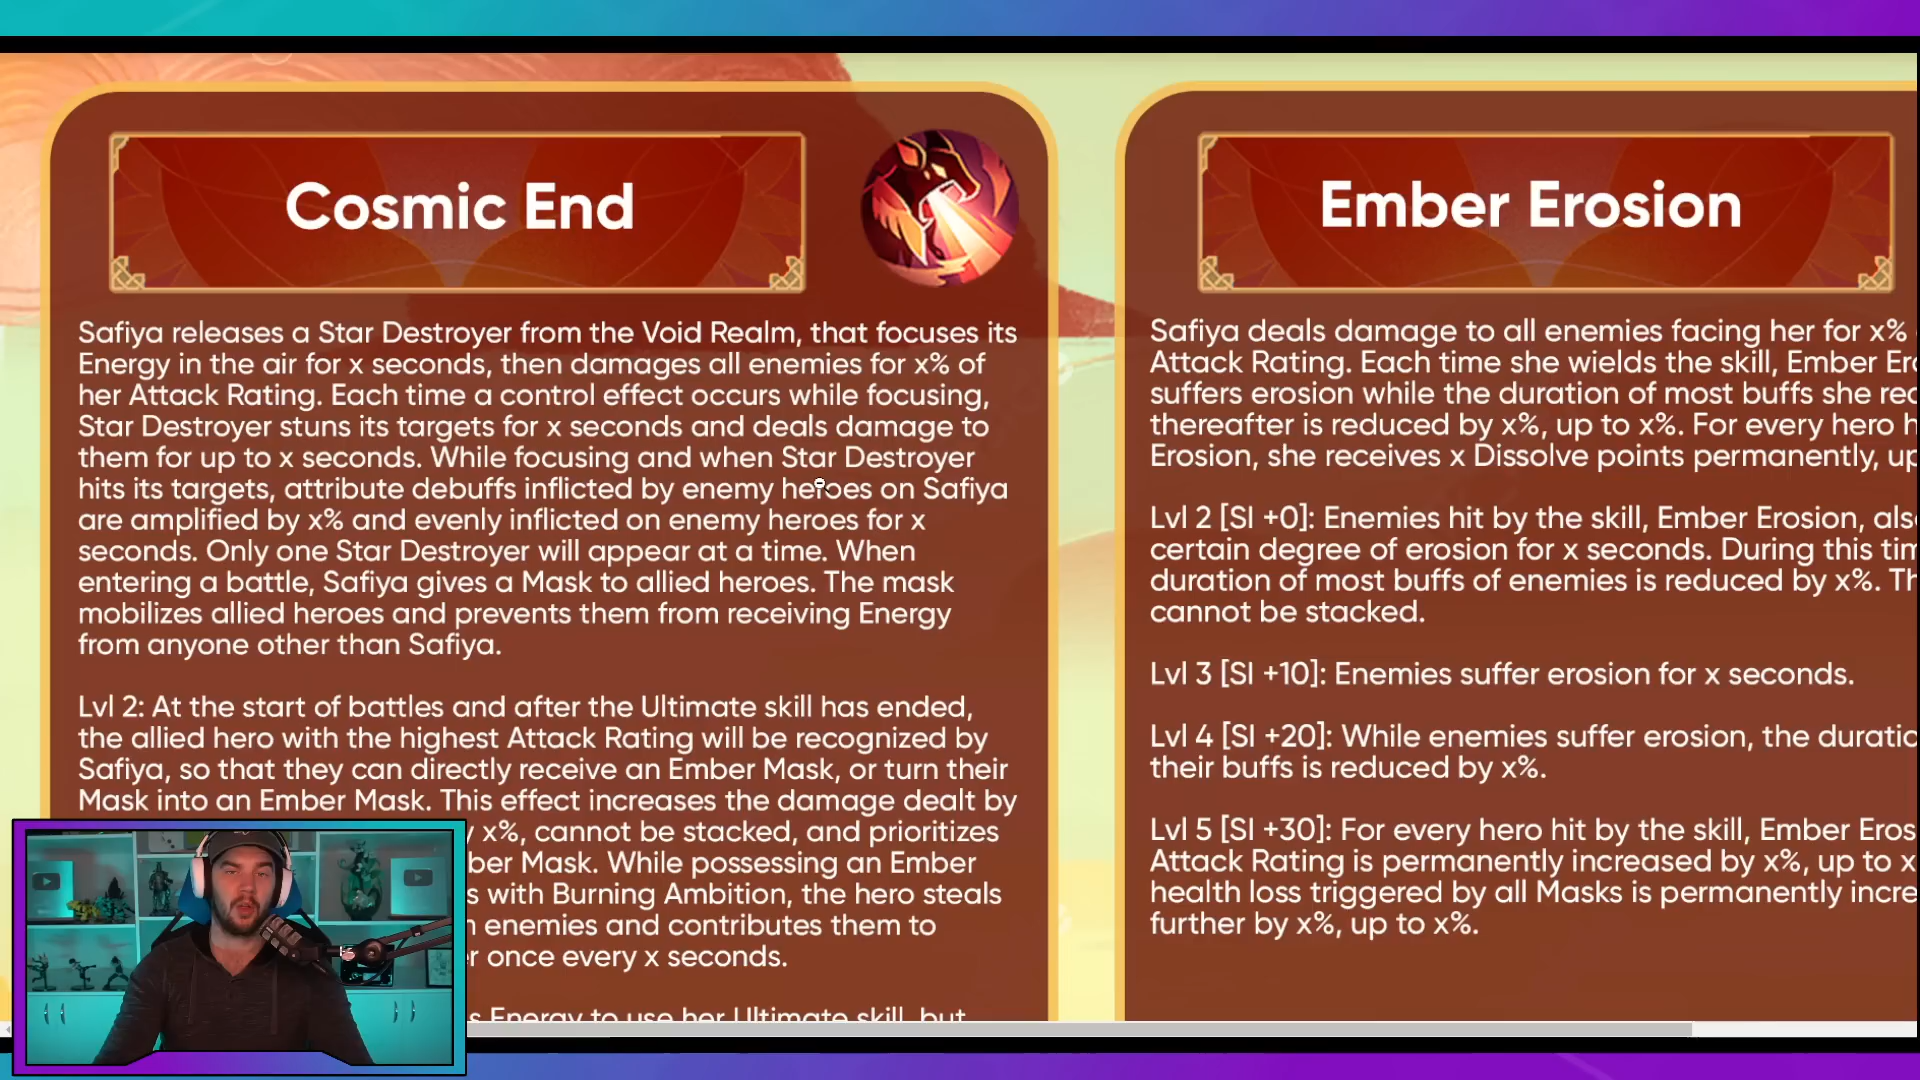 Cosmic End
Safiya releases a Star Destroyer from the Void Realm, that focuses its
Energy in the air for x seconds, then damages all enemies for x% of
her Attack Rating. Each time a control effect occurs while focusing,
Star Destroyer stuns its targets for x seconds and deals damage to
them for up to x seconds. While focusing and when Star Destroyer
hits its targets, attribute debuffs inflicted by enemy heroes on Safiya
are amplified by x% and evenly inflicted on enemy heroes for x
seconds. Only one Star Destroyer will appear at a time. When
entering a battle, Safiya gives a Mask to allied heroes. The mask
mobilizes allied heroes and prevents them from receiving Energy
from anyone other than Safiya.
Lvl 2: At the start of battles and after the Ultimate skill has ended,
the allied hero with the highest Attack Rating will be recognized by
Safiya, so that they can directly receive an Ember Mask, or turn their
Mask into an Ember Mask. This effect increases the damage dealt by
x%, cannot be stacked, and prioritizes
Mask. While possessing an Ember
with Burning Ambition, the hero steals
enemies and contributes them to
once every x seconds.
Energy to use her Ultimate skill, but
Ember Erosion
Safiya deals damage to all enemies facing her for x%
Attack Rating. Each time she wields the skill, Ember
suffers erosion while the duration of most buffs she
thereafter is reduced by x%, up to x%. For every hero
Erosion, she receives x Dissolve points permanently,
Lvl 2 [SI +0]: Enemies hit by the skill, Ember Erosion,
certain degree of erosion for x seconds. During this
duration of most buffs of enemies is reduced by x%.
cannot be stacked.
Lvl 3 [SI +10]: Enemies suffer erosion for x seconds.
Lvl 4 [SI +20]: While enemies suffer erosion, the
their buffs is reduced by x%.
Lvl 5 [SI +30]: For every hero hit by the skill, Ember
Attack Rating is permanently increased by x%, up to x
health loss triggered by all Masks is permanently
further by x%, up to x%.